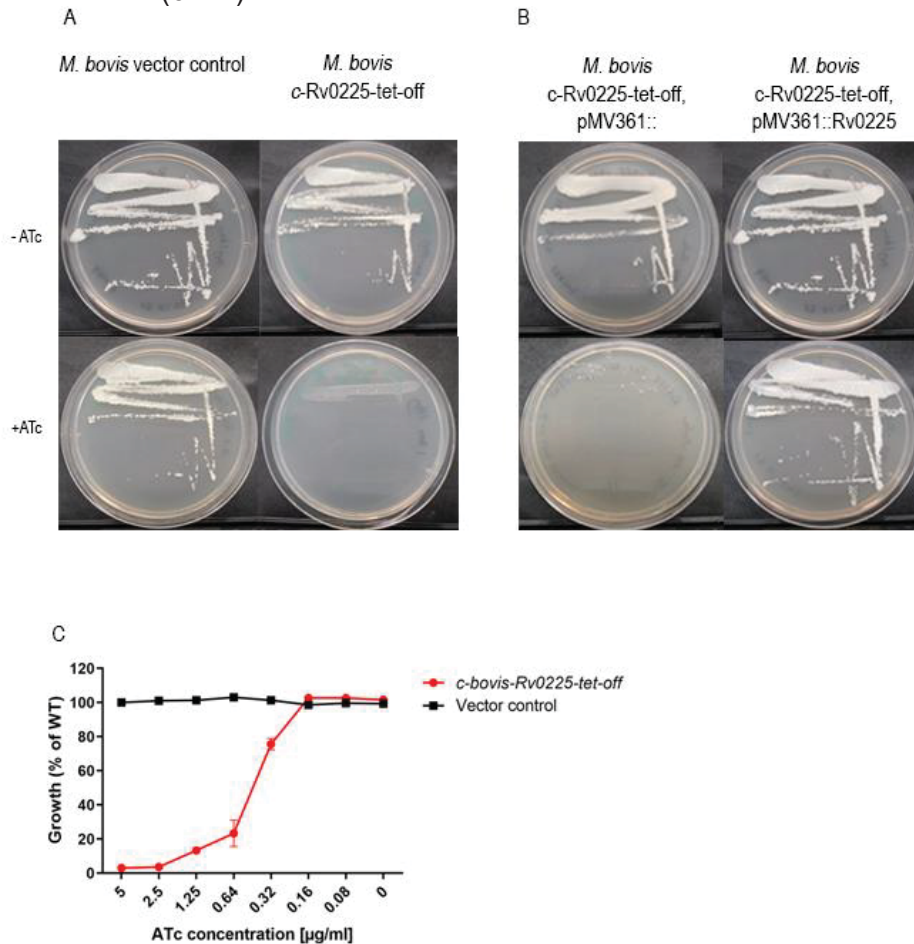 A
B
M. bovis vector control
M. bovis
c-Rv0225-tet-off
M. bovis
c-Rv0225-tet-off,
pMV361::
M. bovis
c-Rv0225-tet-off,
pMV361::Rv0225
- ATc
+ATc
C
c-bovis-Rv0225-tet-off
Vector control
Growth (% of WT)
120
100
80
60
40
20
0
5
2.5
1.25
0.64
0.32
0.16
0.08
0
ATc concentration [µg/ml]